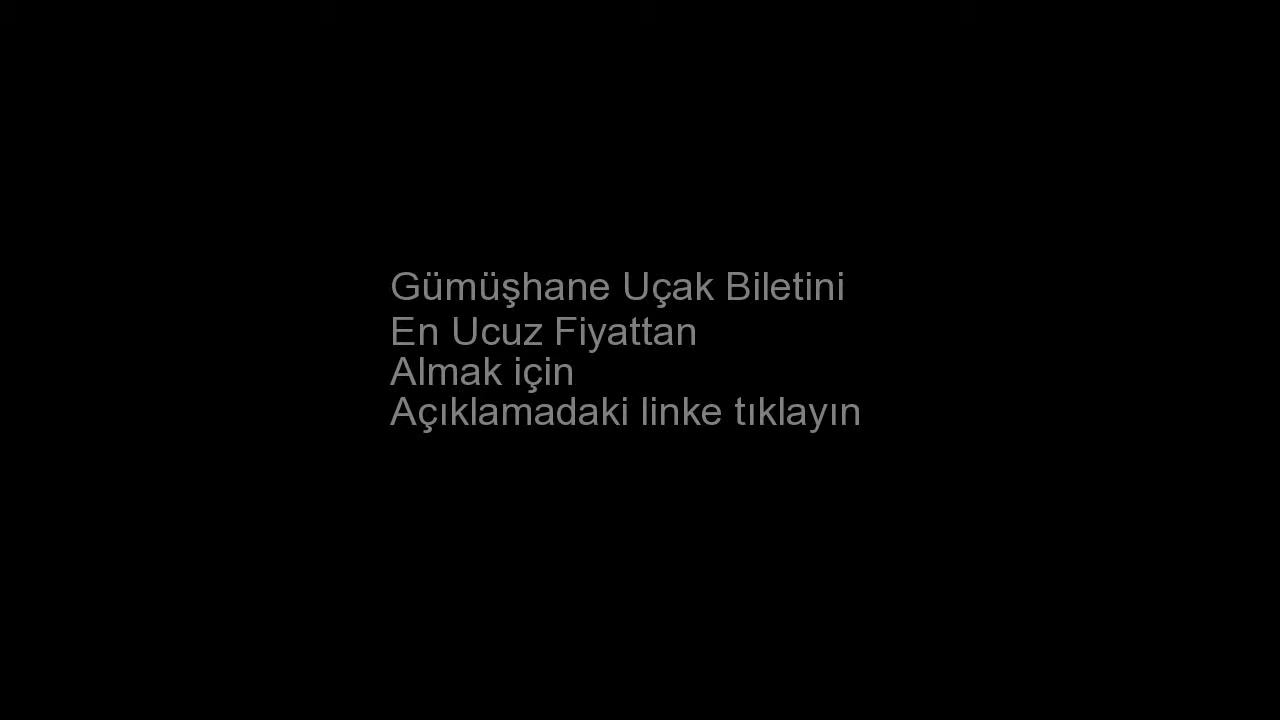 Gümüşhane Uçak Biletini
En Ucuz Fiyattan
Almak için
Açıklamadaki linke tıklayın